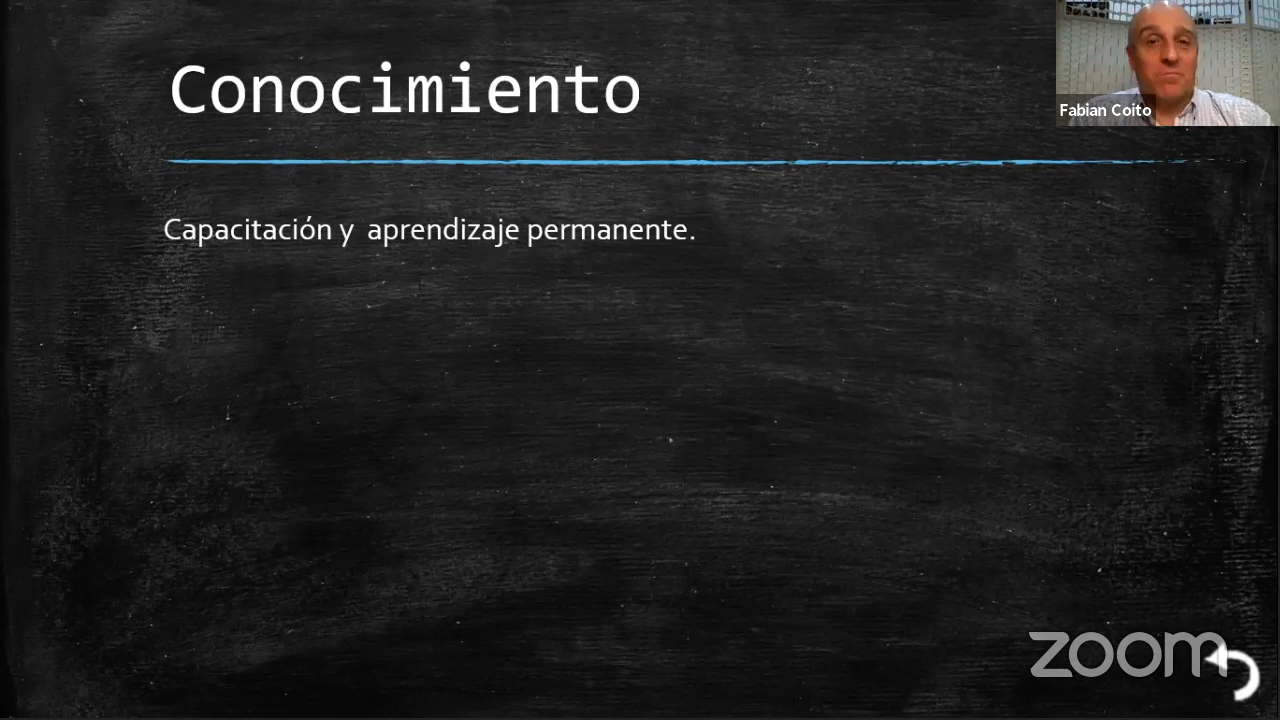 Conocimiento
Fabian Coito
Capacitación y  aprendizaje permanente.
zoom